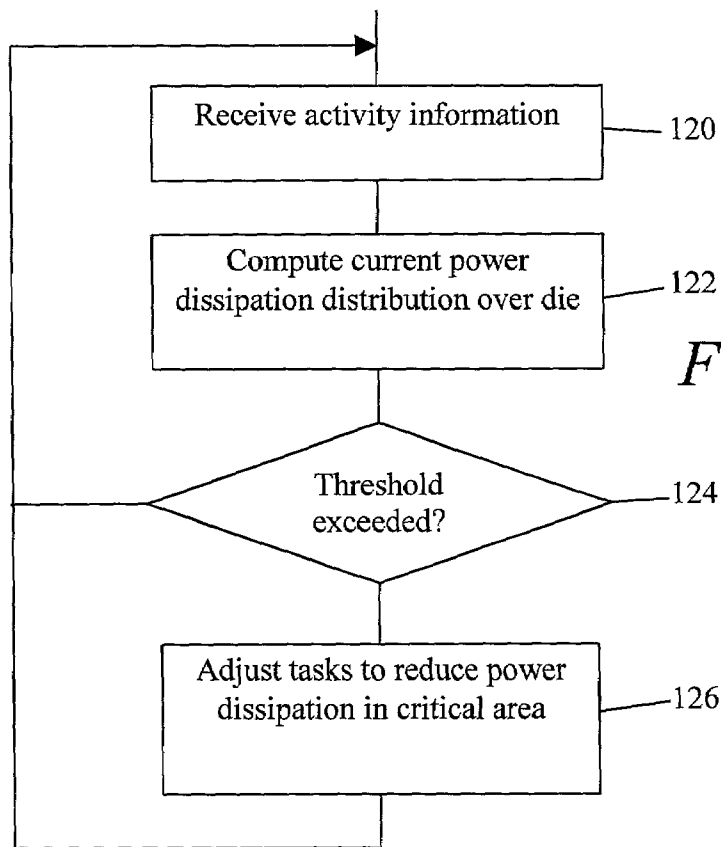 Receive activity information
120
Compute current power
dissipation distribution over die
122
F
Threshold
exceeded?
124
Adjust tasks to reduce power
dissipation in critical area
126